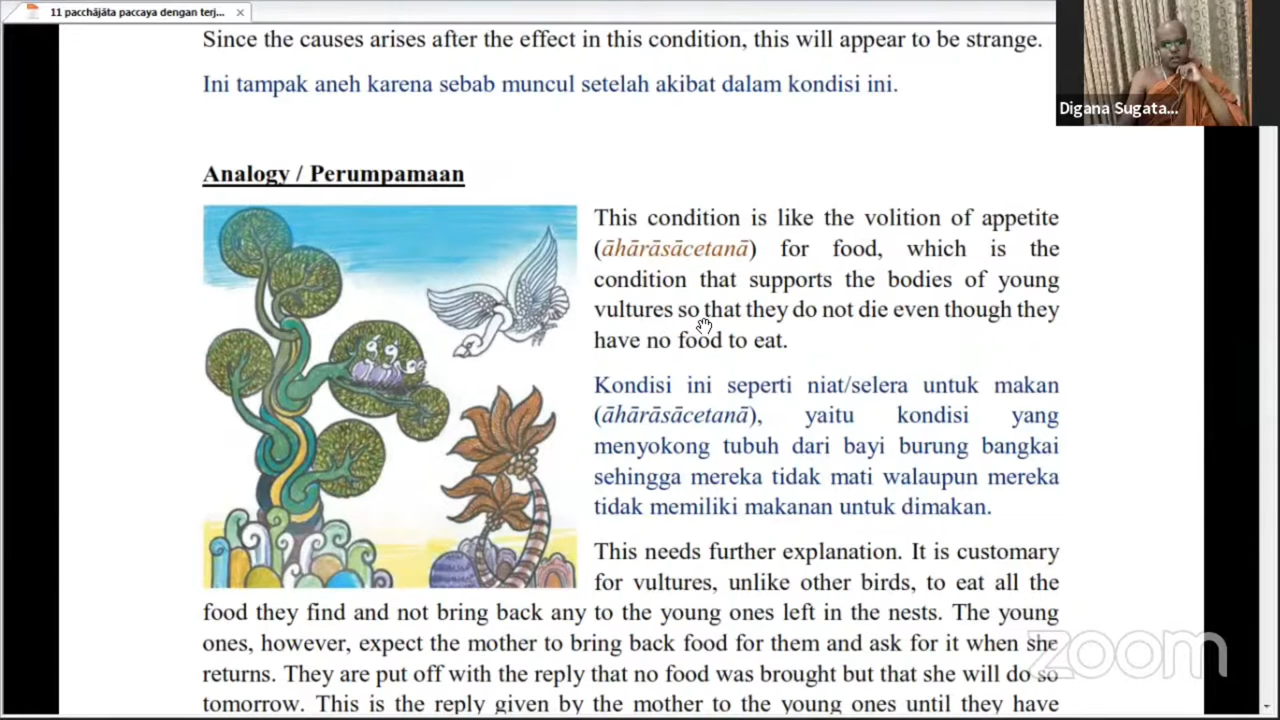 11 pacchājāta paccaya dengan terj...
Since the causes arises after the effect in this condition, this will appear to be strange.
Ini tampak aneh karena sebab muncul setelah akibat dalam kondisi ini.
Digana Sugata...
Analogy / Perumpamaan
This condition is like the volition of appetite
(āhārāsācetanā) for food, which is the
condition that supports the bodies of young
vultures so that they do not die even though they
have no food to eat.
Kondisi ini seperti niat/selera untuk makan
(āhārāsācetanā), yaitu kondisi yang
menyokong tubuh dari bayi burung bangkai
sehingga mereka tidak mati walaupun mereka
tidak memiliki makanan untuk dimakan.
This needs further explanation. It is customary
for vultures, unlike other birds, to eat all the
food they find and not bring back any to the young ones left in the nests. The young
ones, however, expect the mother to bring back food for them and ask for it when she
returns. They are put off with the reply that no food was brought but that she will do so
tomorrow. This is the reply given by the mother to the young ones until they have
zoom